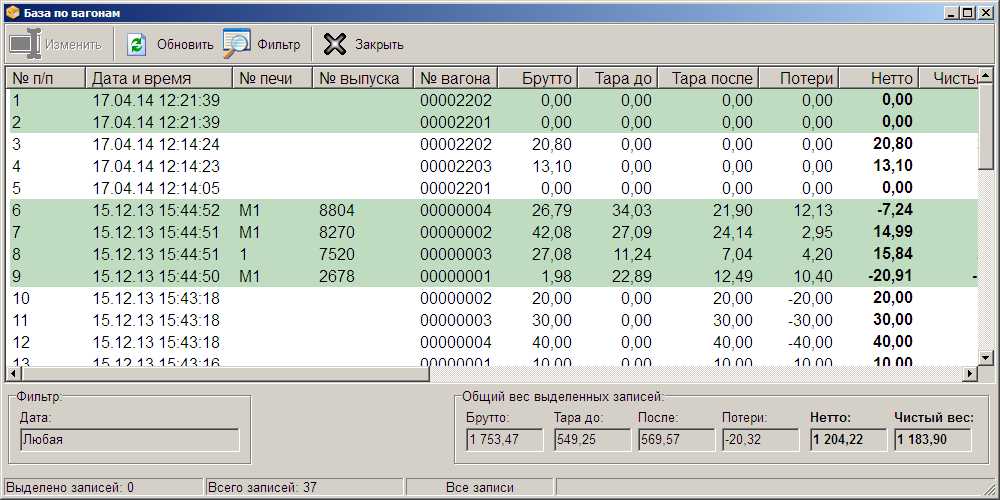 База по вагонам
Изменить Обновить Фильтр Закрыть
№ п/п Дата и время № печи № выпуска № вагона Брутто Тара до Тара после Потери Нетто Чисты
1 17.04.14 12:21:39 00002202 0,00 0,00 0,00 0,00 0,00
2 17.04.14 12:21:39 00002201 0,00 0,00 0,00 0,00 0,00
3 17.04.14 12:14:24 00002202 20,80 0,00 0,00 0,00 20,80
4 17.04.14 12:14:23 00002203 13,10 0,00 0,00 0,00 13,10
5 17.04.14 12:14:05 00002201 0,00 0,00 0,00 0,00 0,00
6 15.12.13 15:44:52 М1 8804 00000004 26,79 34,03 21,90 12,13 -7,24
7 15.12.13 15:44:51 М1 8270 00000002 42,08 27,09 24,14 2,95 14,99
8 15.12.13 15:44:51 1 7520 00000003 27,08 11,24 7,04 4,20 15,84
9 15.12.13 15:44:50 М1 2678 00000001 1,98 22,89 12,49 10,40 -20,91 -
10 15.12.13 15:43:18 00000002 20,00 0,00 20,00 -20,00 20,00
11 15.12.13 15:43:18 00000003 30,00 0,00 30,00 -30,00 30,00
12 15.12.13 15:43:18 00000004 40,00 0,00 40,00 -40,00 40,00
13 15.12.13 15:43:16 00000001 10,00 0,00 10,00 -10,00 10,00
Фильтр: Общий вес выделенных записей:
Дата: Брутто: Тара до: После: Потери: Нетто: Чистый вес:
Любая 1 753,47 549,25 569,57 -20,32 1 204,22 1 183,90
Выделено записей: 0 Всего записей: 37 Все записи